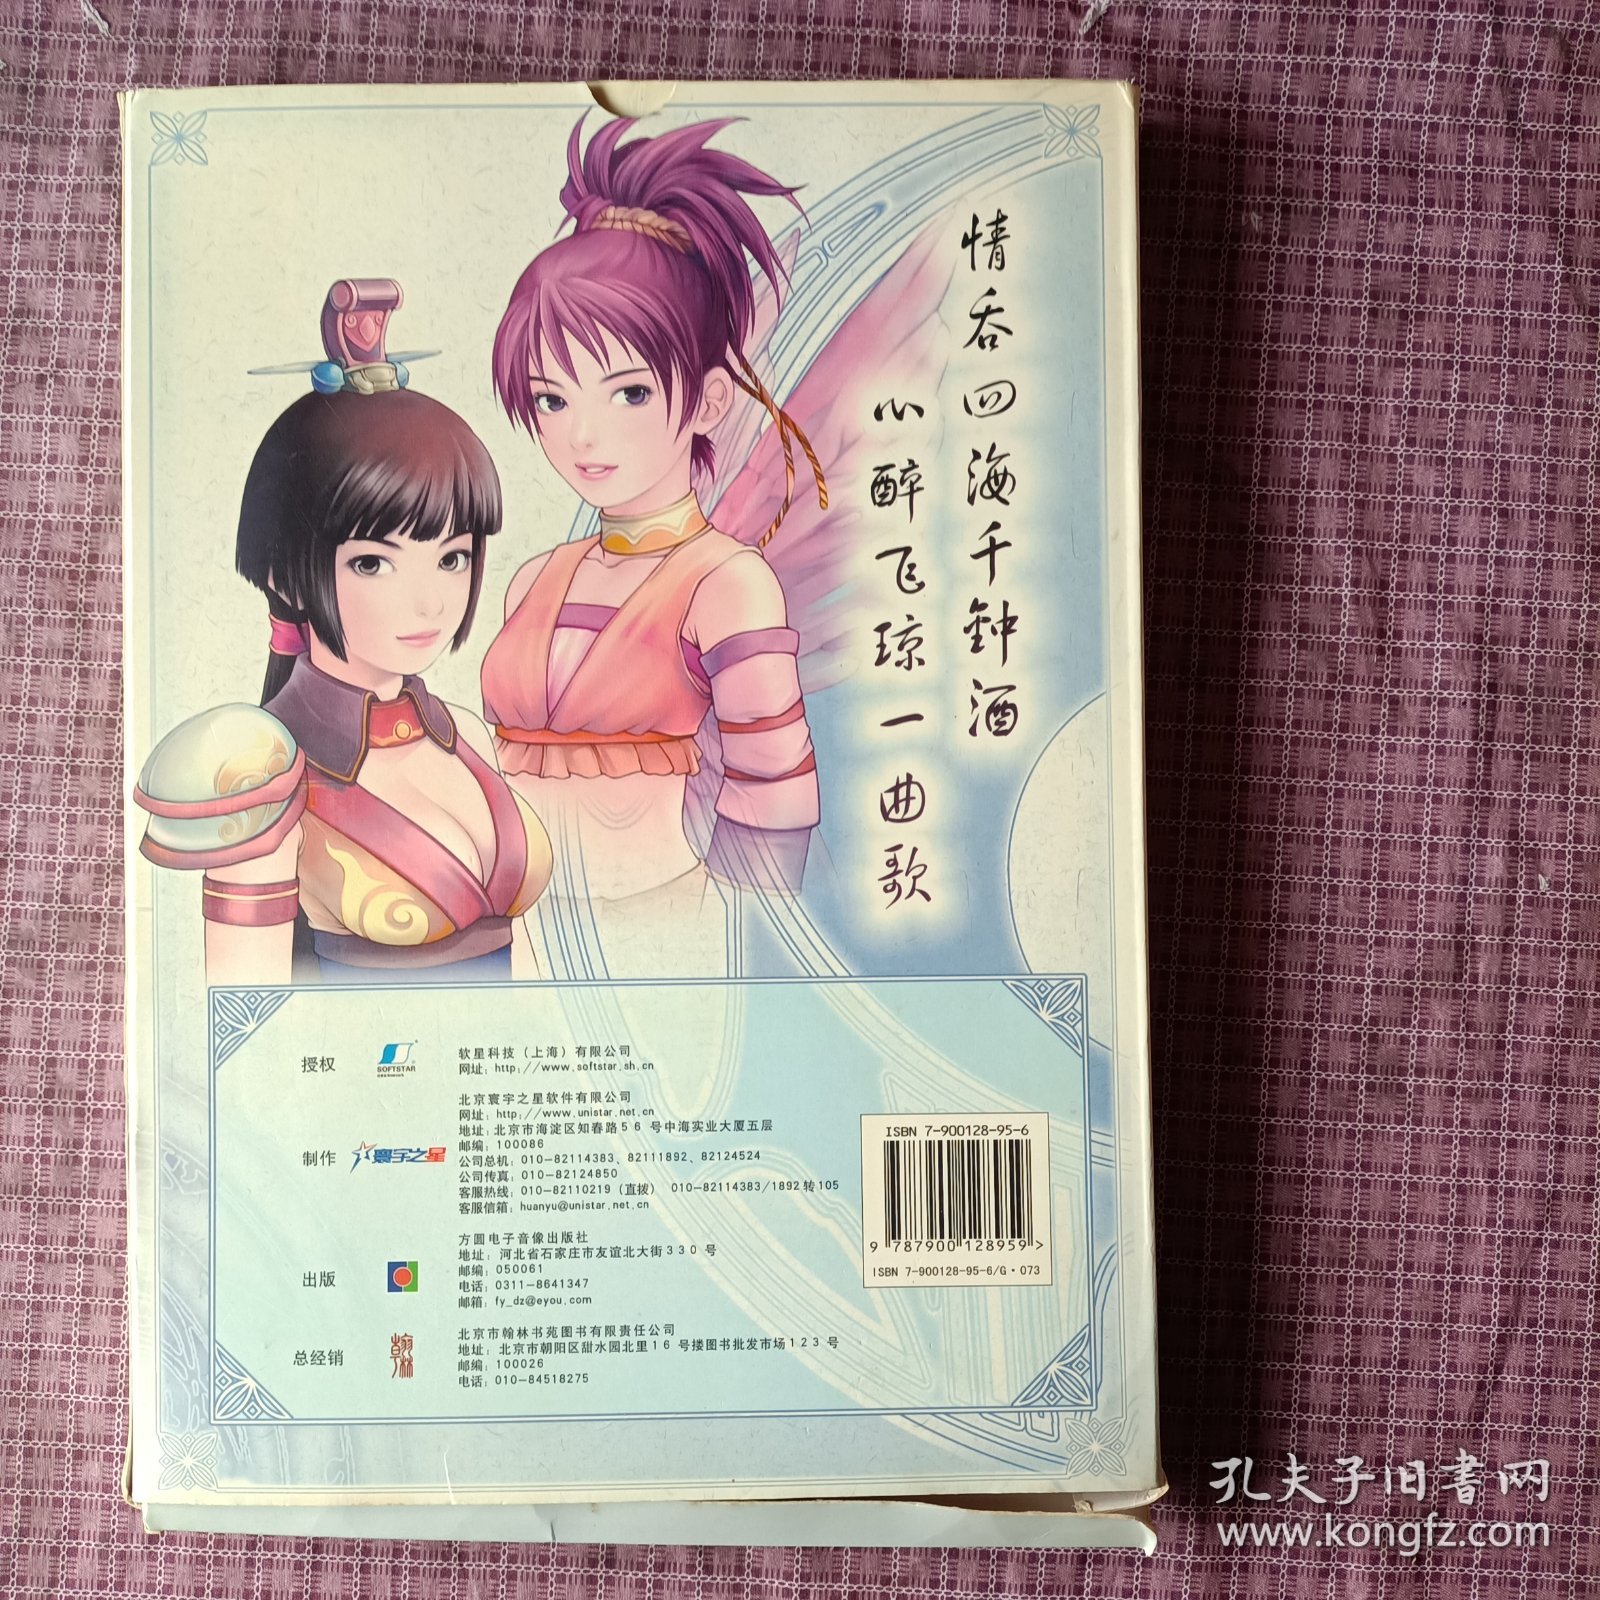 情吞四海千钟酒
心醉飞琼一曲歌
授权
SOFTSTAR
软星科技（上海）有限公司
网址：http://www.softstar.sh.cn
制作
寰宇之星
北京寰宇之星软件有限公司
网址：http://www.unistar.net.cn
地址：北京市海淀区知春路56 号中海实业大厦五层
邮编：100086
公司总机：010-82114383、82111892、82124524
公司传真：010-82124850
客服热线：010-82110219（直拨） 010-82114383/1892转105
客服信箱：huanyu@unistar.net.cn
出版
方圆电子音像出版社
地址：河北省石家庄市友谊北大街330 号
邮编：050061
电话：0311-8641347
邮箱：fy_dz@eyou.com
总经销
翰林
北京市翰林书苑图书有限责任公司
地址：北京市朝阳区甜水园北里16 号搂图书批发市场123 号
邮编：100026
电话：010-84518275
ISBN 7-900128-95-6
9 787900 128959>
ISBN 7-900128-95-6/G·073
孔夫子旧书网
www.kongfz.com